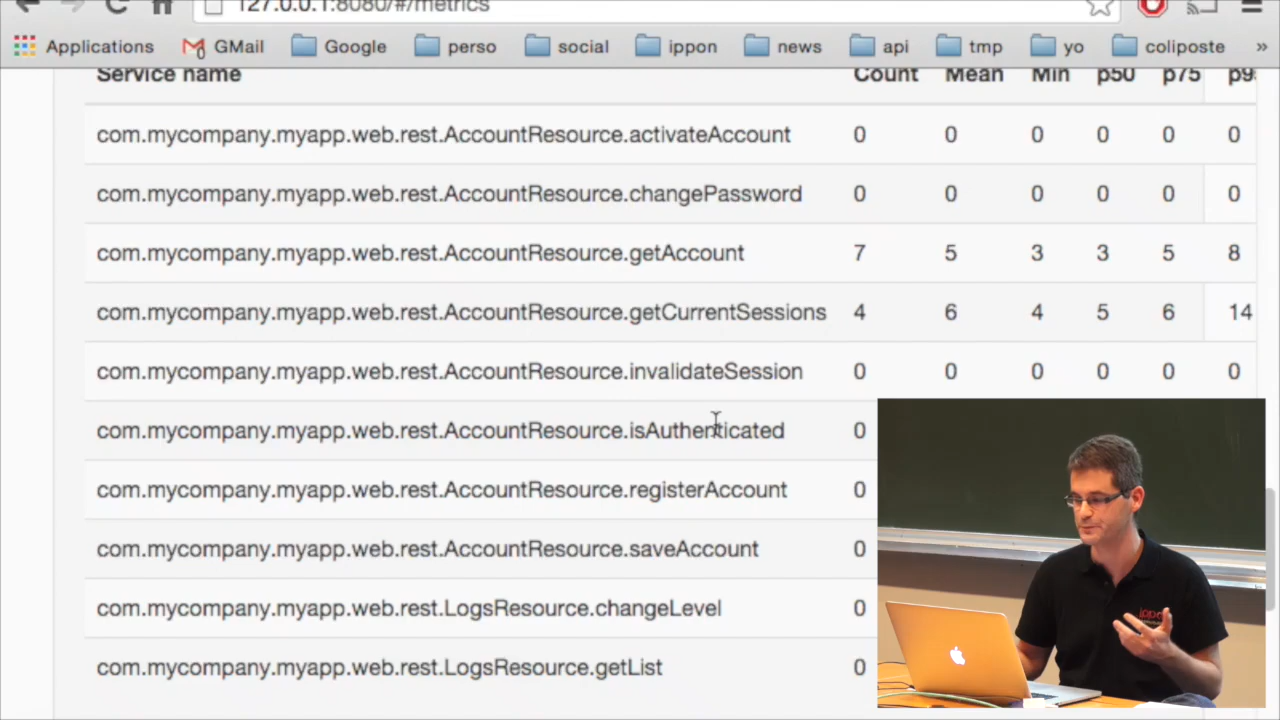 127.0.0.1:8080/#/metrics
Applications GMail Google perso social ippon news api tmp yo coliposte »
Service name Count Mean Min p50 p75
com.mycompany.myapp.web.rest.AccountResource.activateAccount 0 0 0 0 0 0
com.mycompany.myapp.web.rest.AccountResource.changePassword 0 0 0 0 0 0
com.mycompany.myapp.web.rest.AccountResource.getAccount 7 5 3 3 5 8
com.mycompany.myapp.web.rest.AccountResource.getCurrentSessions 4 6 4 5 6 14
com.mycompany.myapp.web.rest.AccountResource.invalidateSession 0 0 0 0 0 0
com.mycompany.myapp.web.rest.AccountResource.isAuthenticated 0
com.mycompany.myapp.web.rest.AccountResource.registerAccount 0
com.mycompany.myapp.web.rest.AccountResource.saveAccount 0
com.mycompany.myapp.web.rest.LogsResource.changeLevel 0
com.mycompany.myapp.web.rest.LogsResource.getList 0